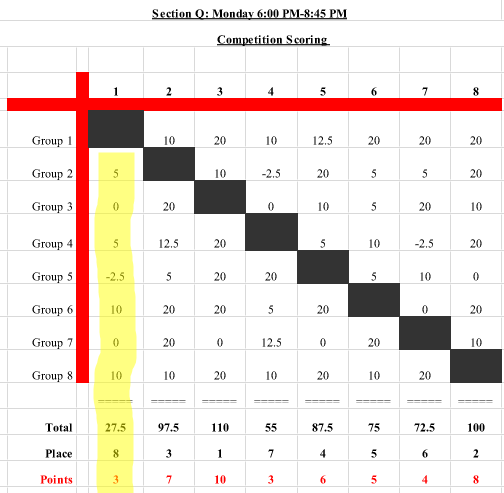 Section Q: Monday 6:00 PM-8:45 PM
Competition Scoring
1 2 3 4 5 6 7 8
Group 1 10 20 10 12.5 20 20 20
Group 2 5 10 -2.5 20 5 5 20
Group 3 0 20 0 10 5 20 10
Group 4 5 12.5 20 5 10 -2.5 20
Group 5 -2.5 5 20 20 5 10 0
Group 6 10 20 20 5 20 0 20
Group 7 0 20 0 12.5 0 20 10
Group 8 10 10 20 10 20 10 20
===== ===== ===== ===== ===== ===== ===== =====
Total 27.5 97.5 110 55 87.5 75 72.5 100
Place 8 3 1 7 4 5 6 2
Points 3 7 10 3 6 5 4 8